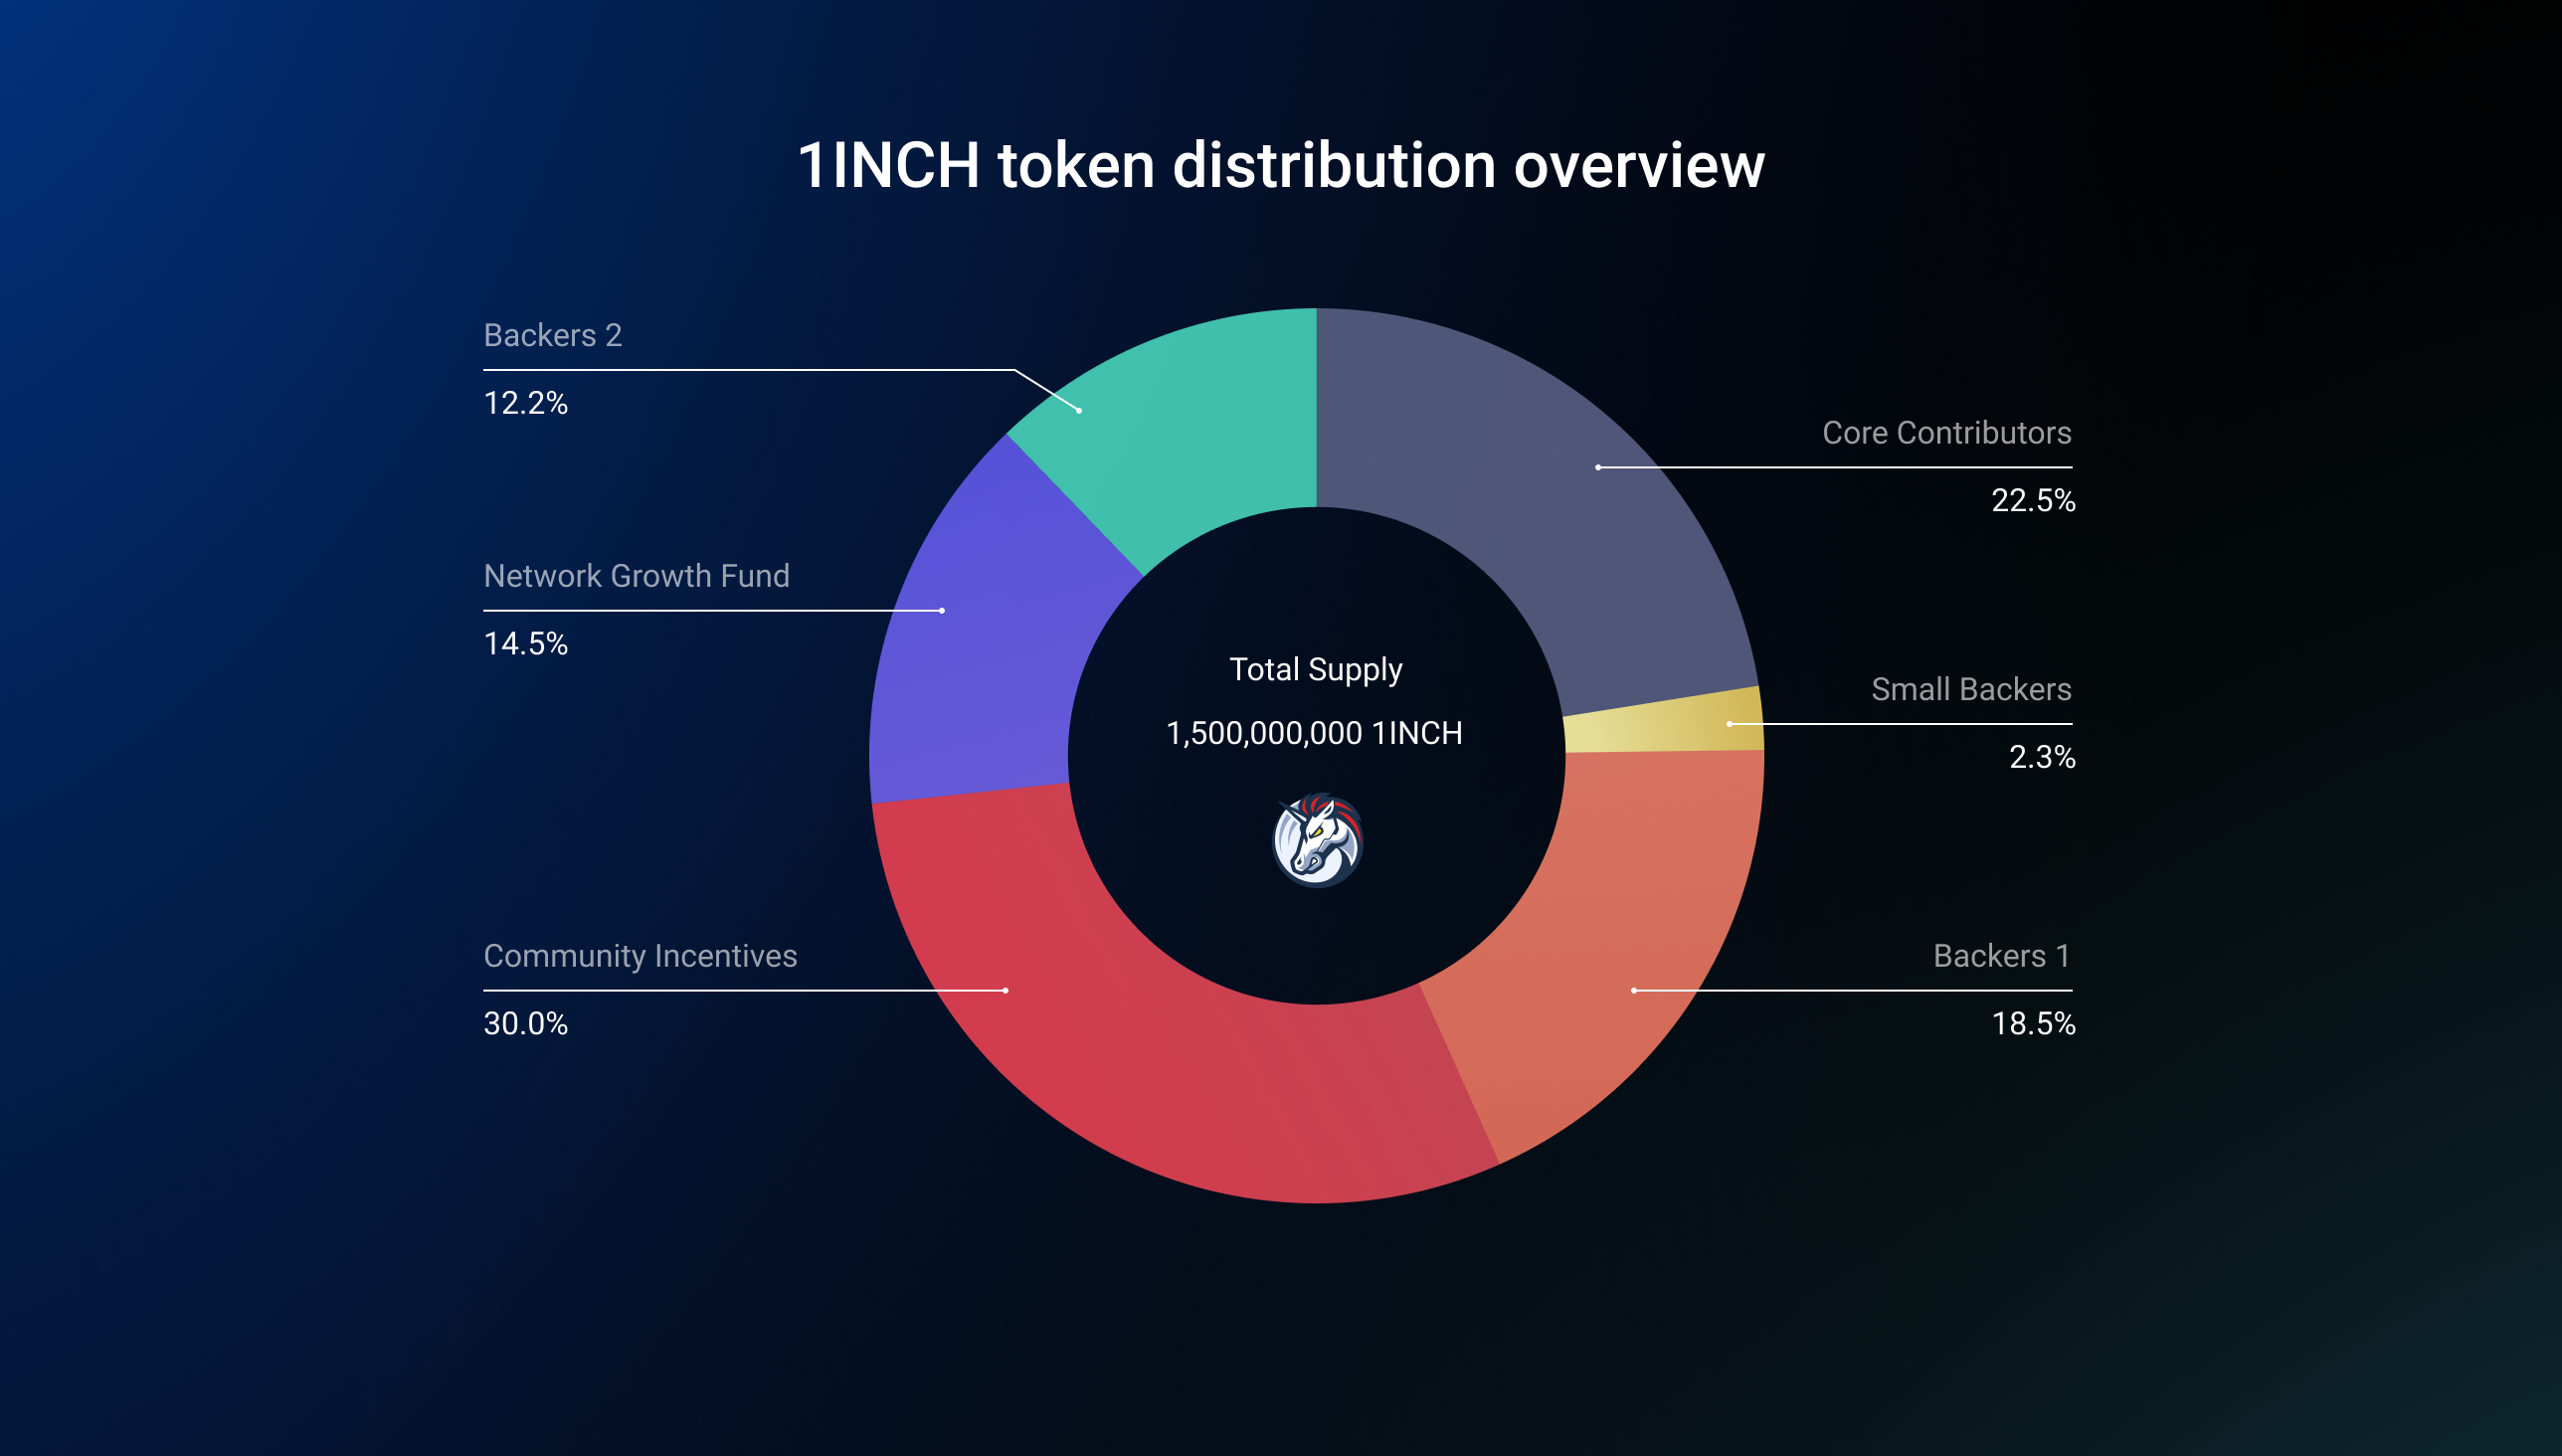 1INCH token distribution overview
Backers 2
12.2%
Network Growth Fund
14.5%
Community Incentives
30.0%
Total Supply
1,500,000,000 1INCH
Core Contributors
22.5%
Small Backers
2.3%
Backers 1
18.5%